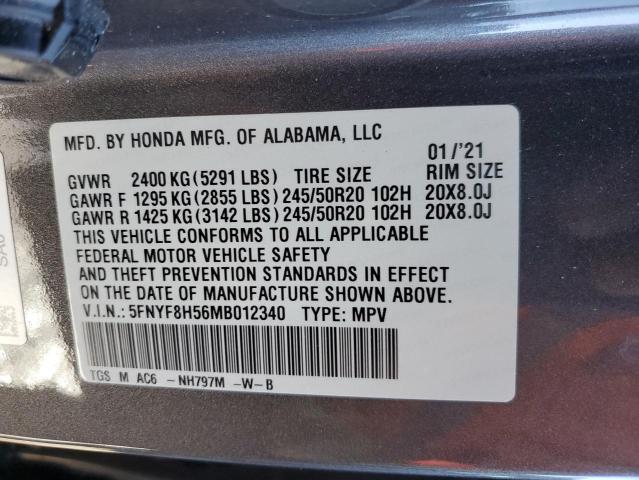 MFD. BY HONDA MFG. OF ALABAMA, LLC
01/'21
GVWR 2400 KG (5291 LBS) TIRE SIZE RIM SIZE
GAWR F 1295 KG (2855 LBS) 245/50R20 102H 20X8.0J
GAWR R 1425 KG (3142 LBS) 245/50R20 102H 20X8.0J
THIS VEHICLE CONFORMS TO ALL APPLICABLE
FEDERAL MOTOR VEHICLE SAFETY
AND THEFT PREVENTION STANDARDS IN EFFECT
ON THE DATE OF MANUFACTURE SHOWN ABOVE.
V.I.N.: 5FNYF8H56MB012340 TYPE: MPV
TGS M AC6 -NH797M -W-B